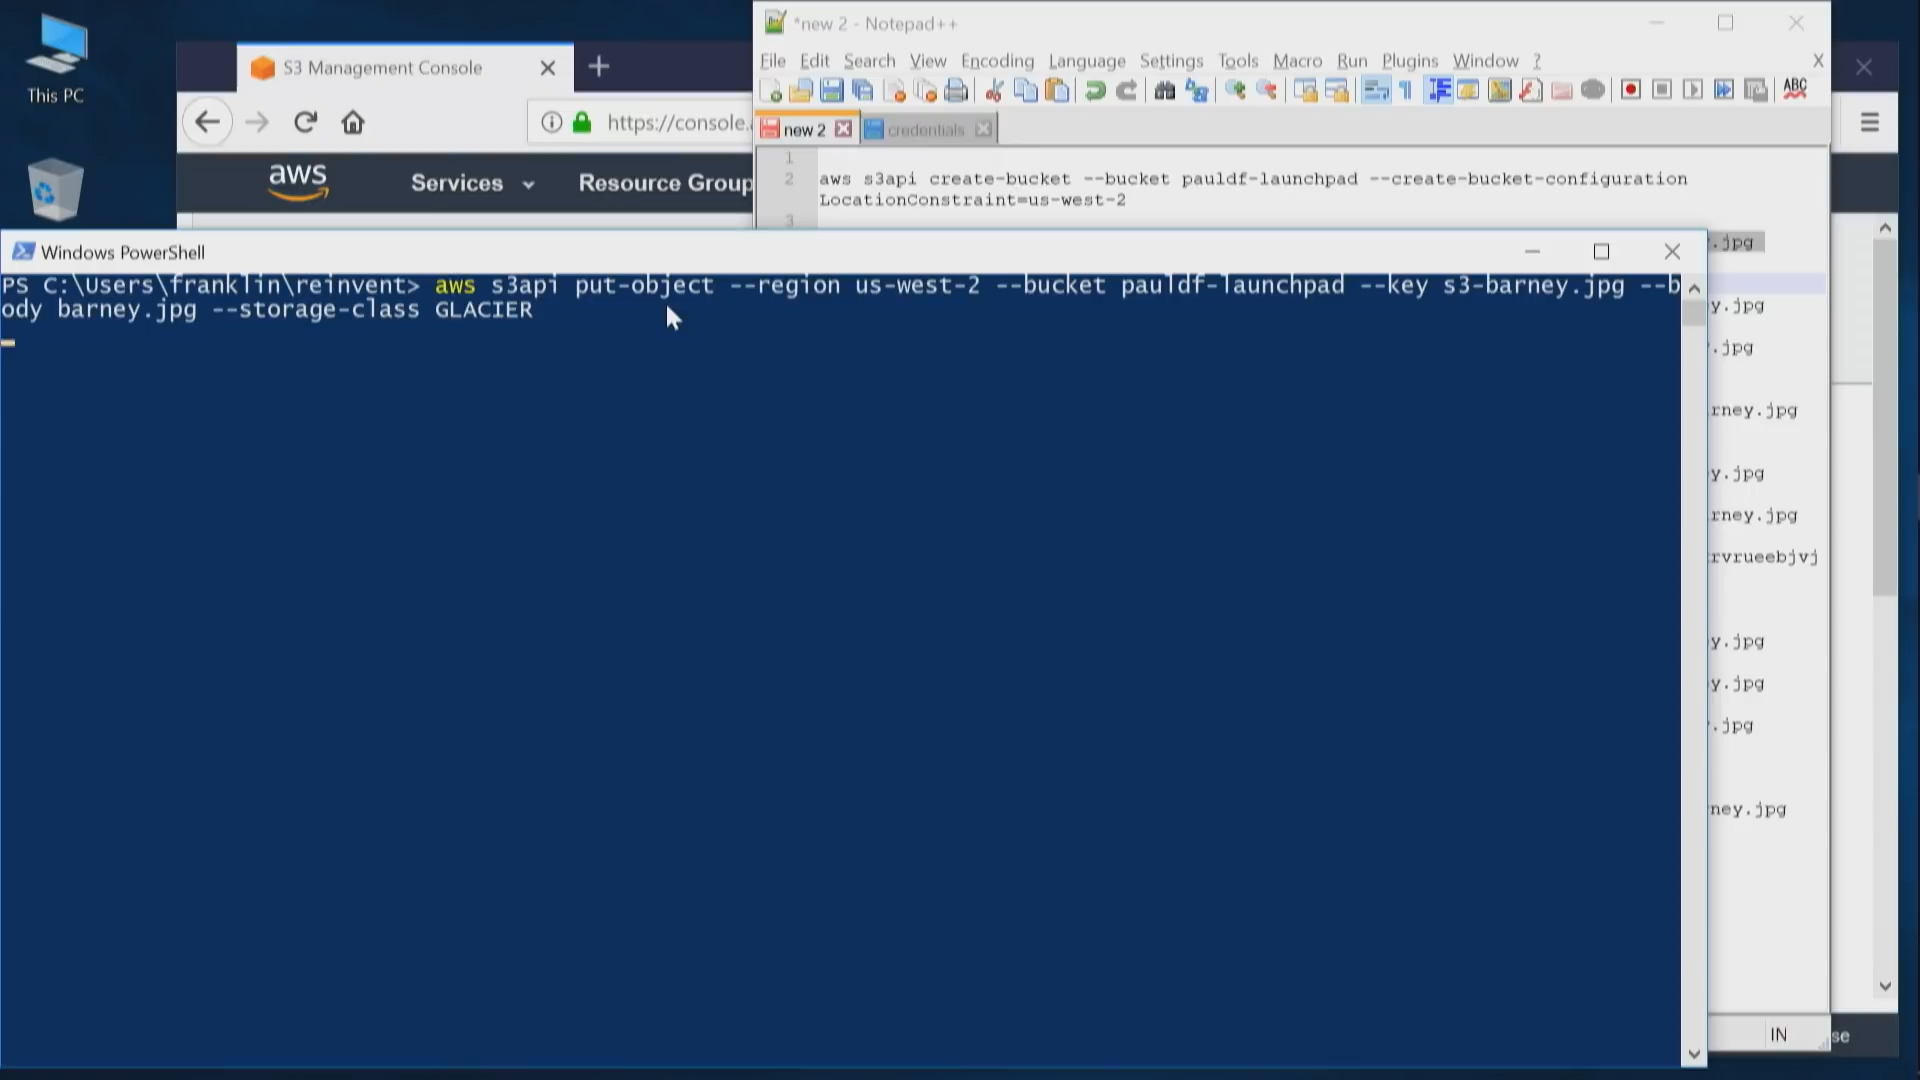 This PC
S3 Management Console
https://console.
aws
Services
Resource Group
*new 2 - Notepad++
File Edit Search View Encoding Language Settings Tools Macro Run Plugins Window ?
X
ABC
new 2
credentials
1
2 aws s3api create-bucket --bucket pauldf-launchpad --create-bucket-configuration
LocationConstraint=us-west-2
3
.jpg
y.jpg
.jpg
rney.jpg
y.jpg
rney.jpg
rvrueebjvj
y.jpg
y.jpg
.jpg
ney.jpg
IN
se
Windows PowerShell
PS C:\Users\franklin\reinvent> aws s3api put-object --region us-west-2 --bucket pauldf-launchpad --key s3-barney.jpg --b
ody barney.jpg --storage-class GLACIER